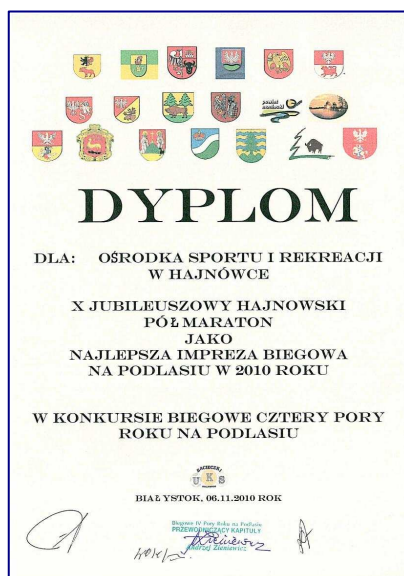 powiat
DYPLOM
DLA: OŚRODKA SPORTU I REKREACJI
W HAJNÓWCE
X JUBILEUSZOWY HAJNOWSKI
PÓŁMARATON
JAKO
NAJLEPSZA IMPREZA BIEGOWA
NA PODLASIU W 2010 ROKU
W KONKURSIE BIEGOWE CZTERY PORY
ROKU NA PODLASIU
UKS
BIAŁYSTOK, 06.11.2010 ROK
Biegowe IV Pory Roku na Podlasiu
PRZEWODNICZĄCY KAPITUŁY
Andrzej Zieniewicz